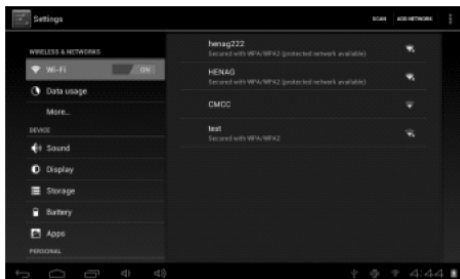 Settings
SCAN
ADD NETWORK
WIRELESS & NETWORKS
Wi-Fi
ON
Data usage
More...
DEVICE
Sound
Display
Storage
Battery
Apps
PERSONAL
henag222
Secured with WPA/WPA2 (protected network available)
HENAG
Secured with WPA/WPA2 (protected network available)
CMCC
test
Secured with WPA/WPA2
4:44